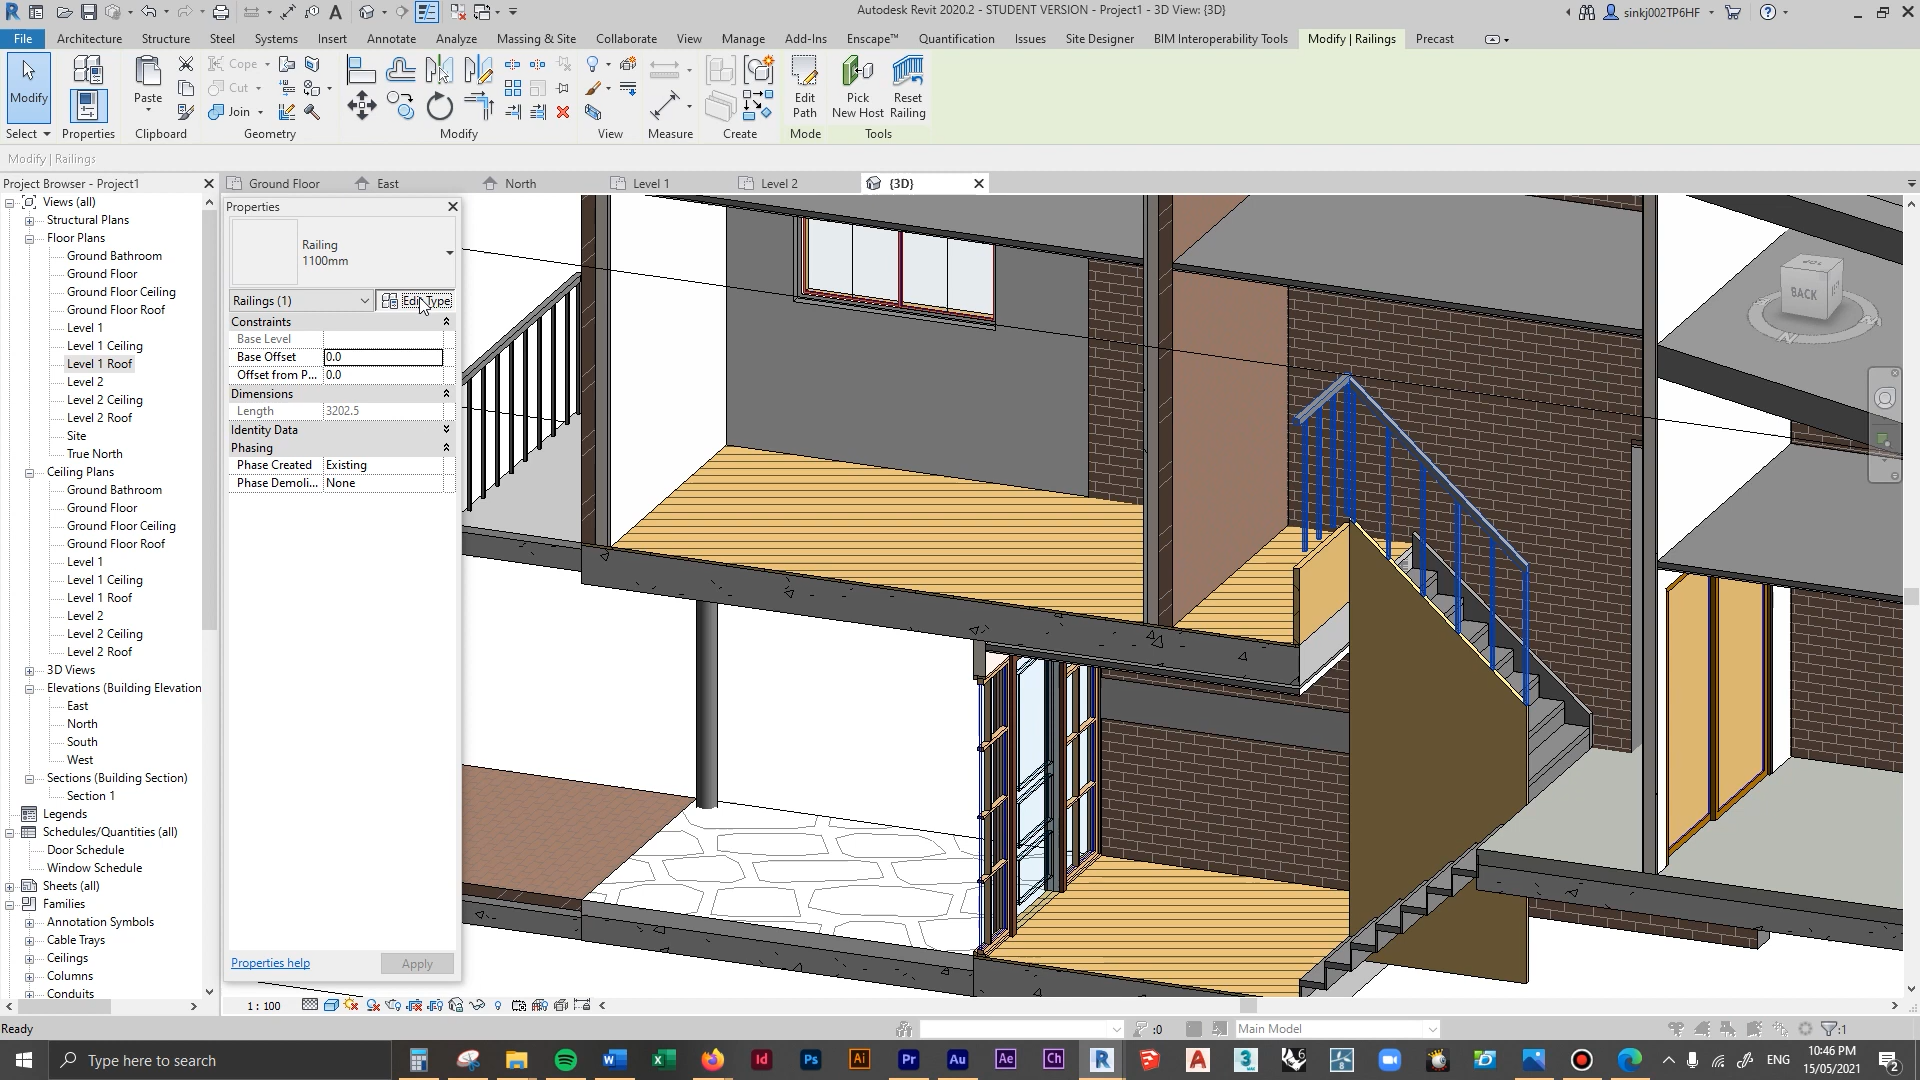 Autodesk Revit 2020.2 - STUDENT VERSION - Project1 - 3D View: {3D}
sinkj002TP6HF
File Architecture Structure Steel Systems Insert Annotate Analyze Massing & Site Collaborate View Manage Add-Ins Enscape™ Quantification Issues Site Designer BIM Interoperability Tools Modify | Railings Precast
Cope
Cut
Join
Modify
Paste
Edit Path
Pick New Host
Reset Railing
Select Properties Clipboard Geometry Modify View Measure Create Mode Tools
Modify | Railings
Project Browser - Project1
Ground Floor East North Level 1 Level 2 {3D}
Views (all)
Structural Plans
Floor Plans
Ground Bathroom
Ground Floor
Ground Floor Ceiling
Ground Floor Roof
Level 1
Level 1 Ceiling
Level 1 Roof
Level 2
Level 2 Ceiling
Level 2 Roof
Site
True North
Ceiling Plans
Ground Bathroom
Ground Floor
Ground Floor Ceiling
Ground Floor Roof
Level 1
Level 1 Ceiling
Level 1 Roof
Level 2
Level 2 Ceiling
Level 2 Roof
3D Views
Elevations (Building Elevation
East
North
South
West
Sections (Building Section)
Section 1
Legends
Schedules/Quantities (all)
Door Schedule
Window Schedule
Sheets (all)
Families
Annotation Symbols
Cable Trays
Ceilings
Columns
Conduits
Properties
Railing
1100mm
Railings (1) Edit Type
Constraints
Base Level
Base Offset 0.0
Offset from P... 0.0
Dimensions
Length 3202.5
Identity Data
Phasing
Phase Created Existing
Phase Demoli... None
Properties help Apply
BACK
TOP
N
1 : 100
Ready
:0
Main Model
:1
Type here to search
Id Ps Ai Pr Au Ae Ch R A 3
ENG
10:46 PM
15/05/2021
2